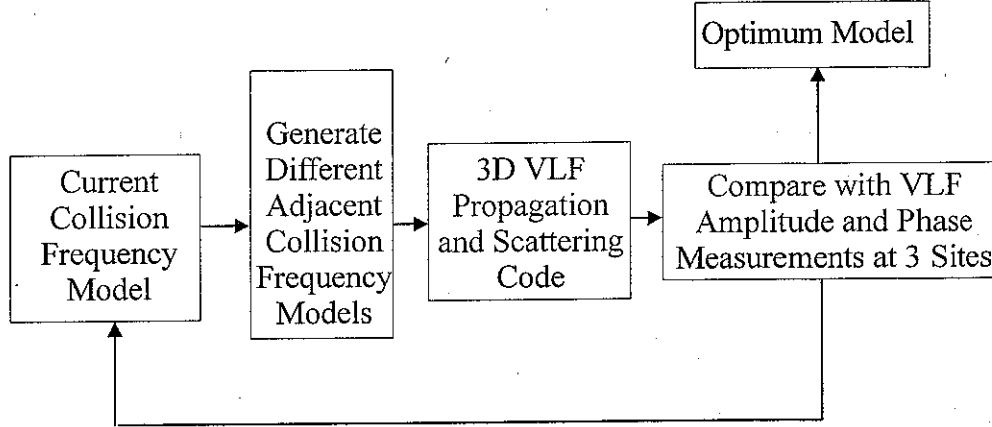 Optimum Model
Current
Collision
Frequency
Model
Generate
Different
Adjacent
Collision
Frequency
Models
3D VLF
Propagation
and Scattering
Code
Compare with VLF
Amplitude and Phase
Measurements at 3 Sites